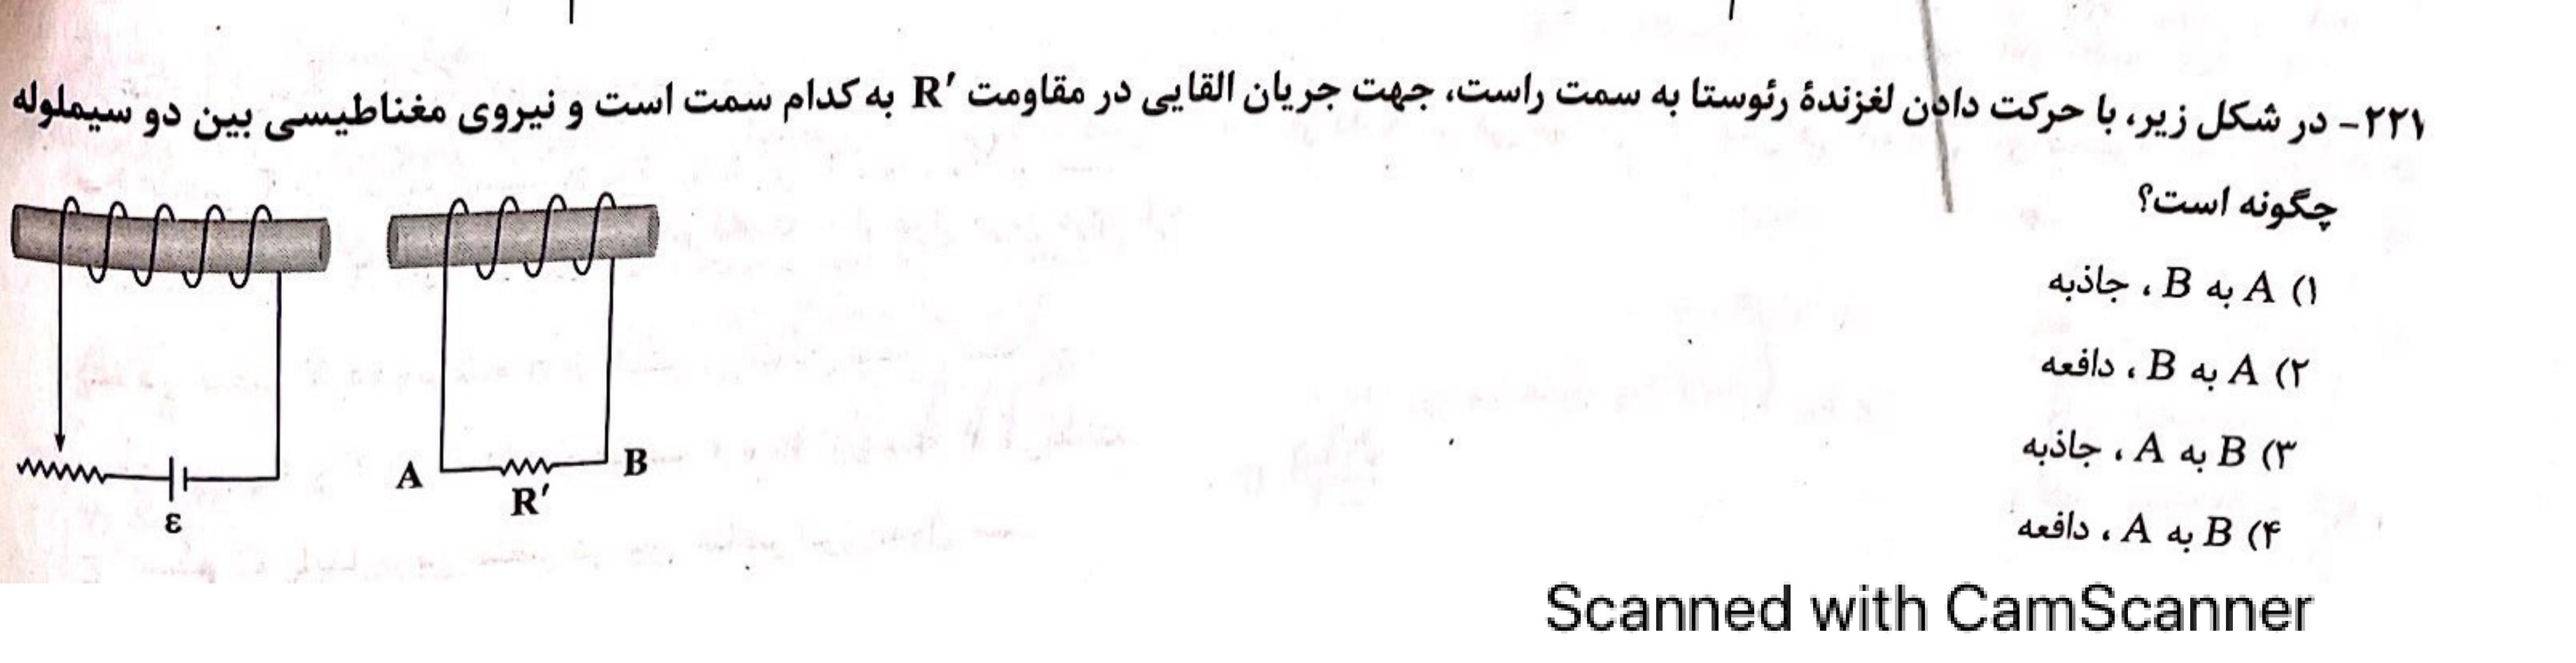 ۲۲۱- در شکل زیر، با حرکت دادن لغزندهٔ رئوستا به سمت راست، جهت جریان القایی در مقاومت R′ به کدام سمت است و نیروی مغناطیسی بین دو سیملوله
چگونه است؟
۱) A به B ، جاذبه
۲) A به B ، دافعه
۳) B به A ، جاذبه
۴) B به A ، دافعه
ε
A
R′
B
Scanned with CamScanner